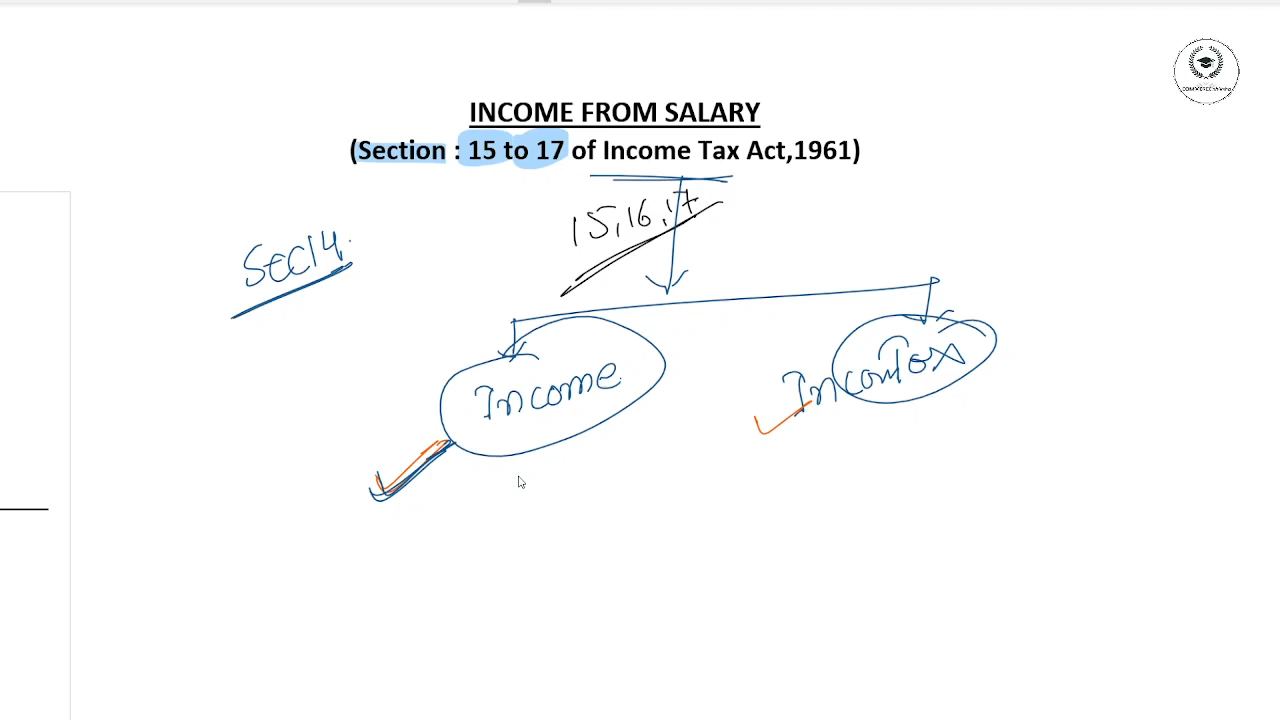 INCOME FROM SALARY
(Section : 15 to 17 of Income Tax Act,1961)
15,16,17
Sec14.
Income
IncomTax